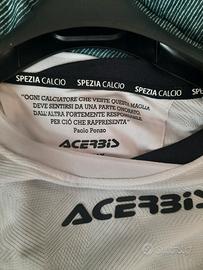 SPEZIA CALCIO SPEZIA CALCIO SPEZIA CALCIO
"OGNI CALCIATORE CHE VESTE QUESTA MAGLIA
DEVE SENTIRSI DA UNA PARTE ONORATO,
DALL'ALTRA FORTEMENTE RESPONSABILE
PER CIÒ CHE RAPPRESENTA"
Paolo Ponzo
ACERBIS
ACERBIS
subito